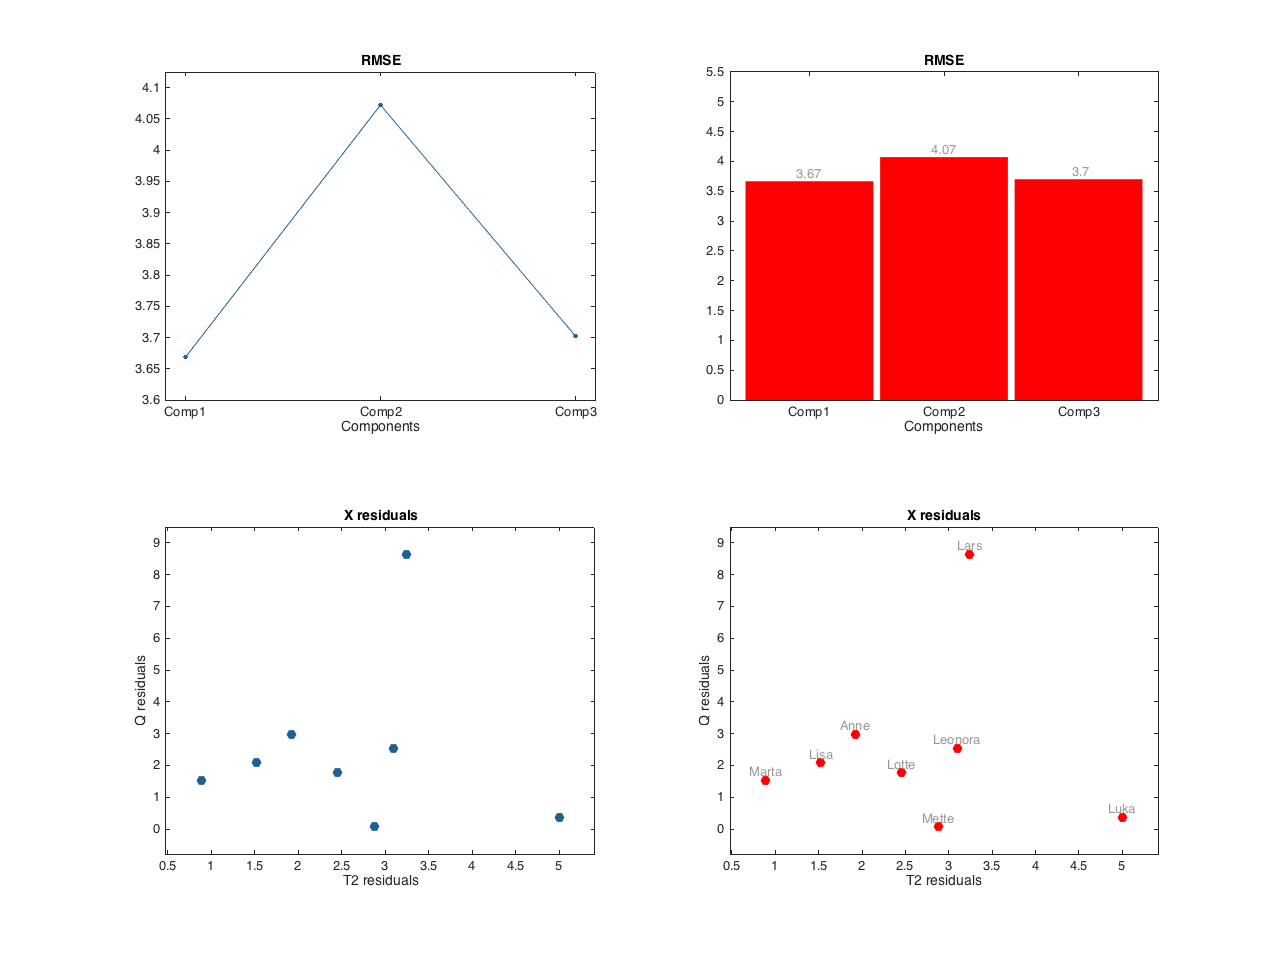 RMSE
4.1
4.05
4
3.95
3.9
3.85
3.8
3.75
3.7
3.65
3.6
Comp1 Comp2 Comp3
Components
RMSE
5.5
5
4.5
4
3.5
3
2.5
2
1.5
1
0.5
0
3.67 4.07 3.7
Comp1 Comp2 Comp3
Components
X residuals
Q residuals
9
8
7
6
5
4
3
2
1
0
0.5 1 1.5 2 2.5 3 3.5 4 4.5 5
T2 residuals
X residuals
Q residuals
9
8
7
6
5
4
3
2
1
0
Lars
Anne
Leonora
Lisa
Lotte
Marta
Luka
Mette
0.5 1 1.5 2 2.5 3 3.5 4 4.5 5
T2 residuals